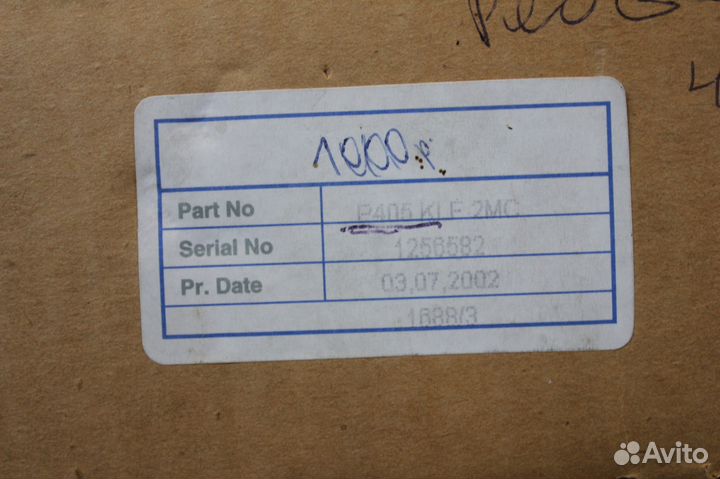 1000 р.
Part No P405 KLF 2MC
Serial No 1256582
Pr. Date 03,07,2002
1688/3
Avito